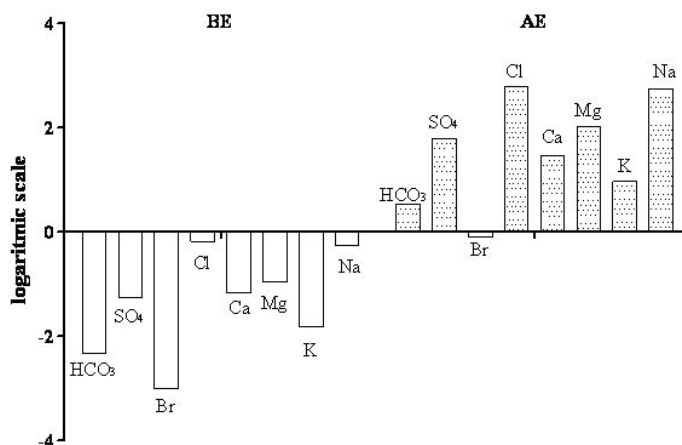 BE
AE
4
2
0
-2
-4
logaritmic scale
HCO₃
SO₄
Br
Cl
Ca
Mg
K
Na
HCO₃
SO₄
Br
Cl
Ca
Mg
K
Na